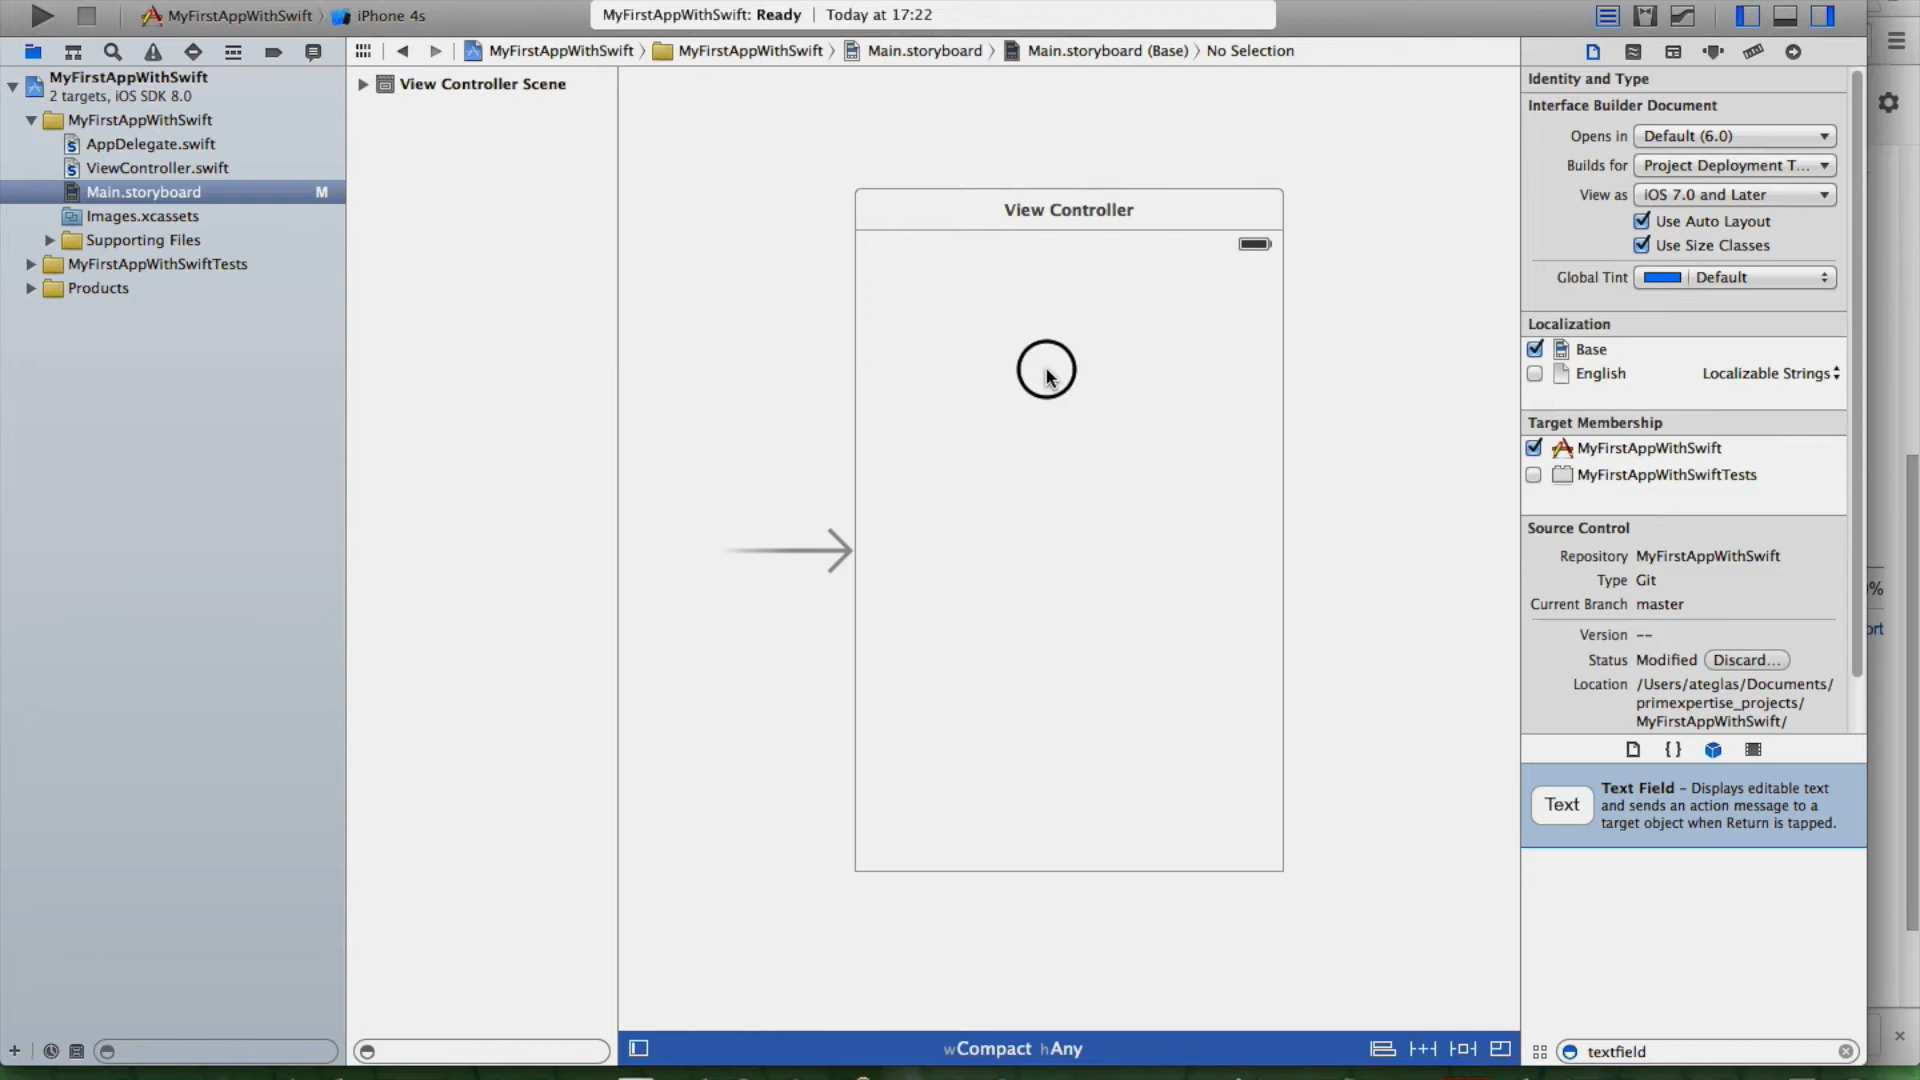 MyFirstAppWithSwift 〉 iPhone 4s
MyFirstAppWithSwift: Ready | Today at 17:22
MyFirstAppWithSwift 〉 MyFirstAppWithSwift 〉 Main.storyboard 〉 Main.storyboard (Base) 〉 No Selection
MyFirstAppWithSwift
2 targets, iOS SDK 8.0
MyFirstAppWithSwift
AppDelegate.swift
ViewController.swift
Main.storyboard M
Images.xcassets
Supporting Files
MyFirstAppWithSwiftTests
Products
View Controller Scene
View Controller
wCompact hAny
Identity and Type
Interface Builder Document
Opens in Default (6.0)
Builds for Project Deployment T...
View as iOS 7.0 and Later
Use Auto Layout
Use Size Classes
Global Tint Default
Localization
Base
English Localizable Strings
Target Membership
MyFirstAppWithSwift
MyFirstAppWithSwiftTests
Source Control
Repository MyFirstAppWithSwift
Type Git
Current Branch master
Version --
Status Modified Discard...
Location /Users/ateglas/Documents/
primexpertise_projects/
MyFirstAppWithSwift/
{ }
Text
Text Field – Displays editable text
and sends an action message to a
target object when Return is tapped.
textfield
%
ort